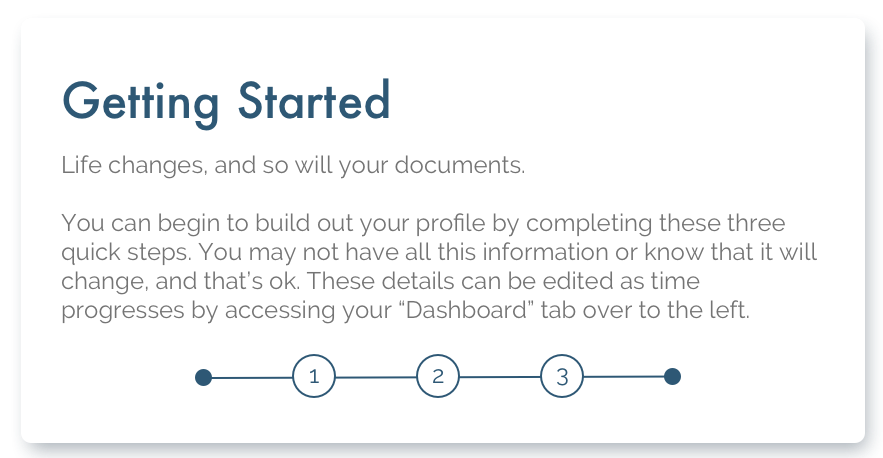 Getting Started
Life changes, and so will your documents.
You can begin to build out your profile by completing these three
quick steps. You may not have all this information or know that it will
change, and that’s ok. These details can be edited as time
progresses by accessing your “Dashboard” tab over to the left.
1 2 3